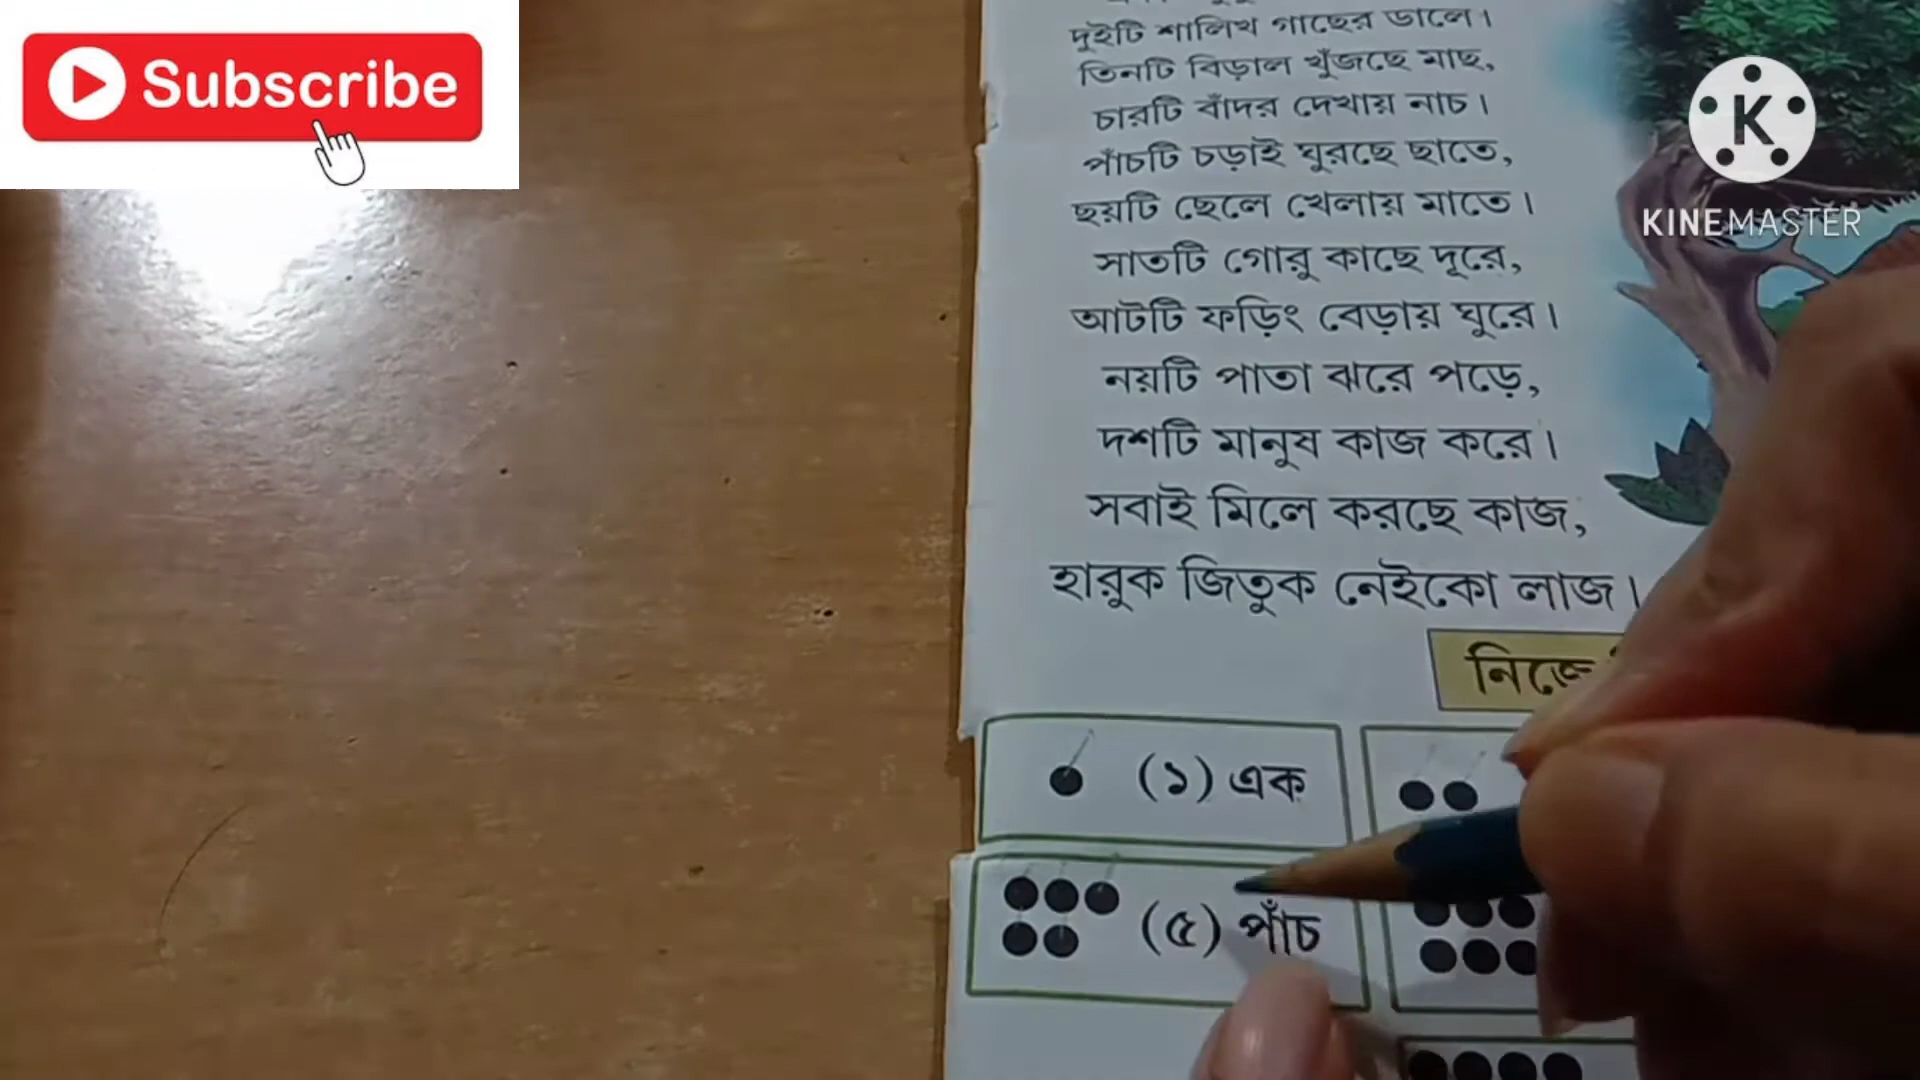 Subscribe
K
KINEMASTER
দুইটি শালিখ গাছের ডালে।
তিনটি বিড়াল খুঁজছে মাছ,
চারটি বাঁদর দেখায় নাচ।
পাঁচটি চড়াই ঘুরছে ছাতে,
ছয়টি ছেলে খেলায় মাতে।
সাতটি গোরু কাছে দূরে,
আটটি ফড়িং বেড়ায় ঘুরে।
নয়টি পাতা ঝরে পড়ে,
দশটি মানুষ কাজ করে।
সবাই মিলে করছে কাজ,
হারুক জিতুক নেইকো লাজ।
নিজে
(১) এক
(৫) পাঁচ